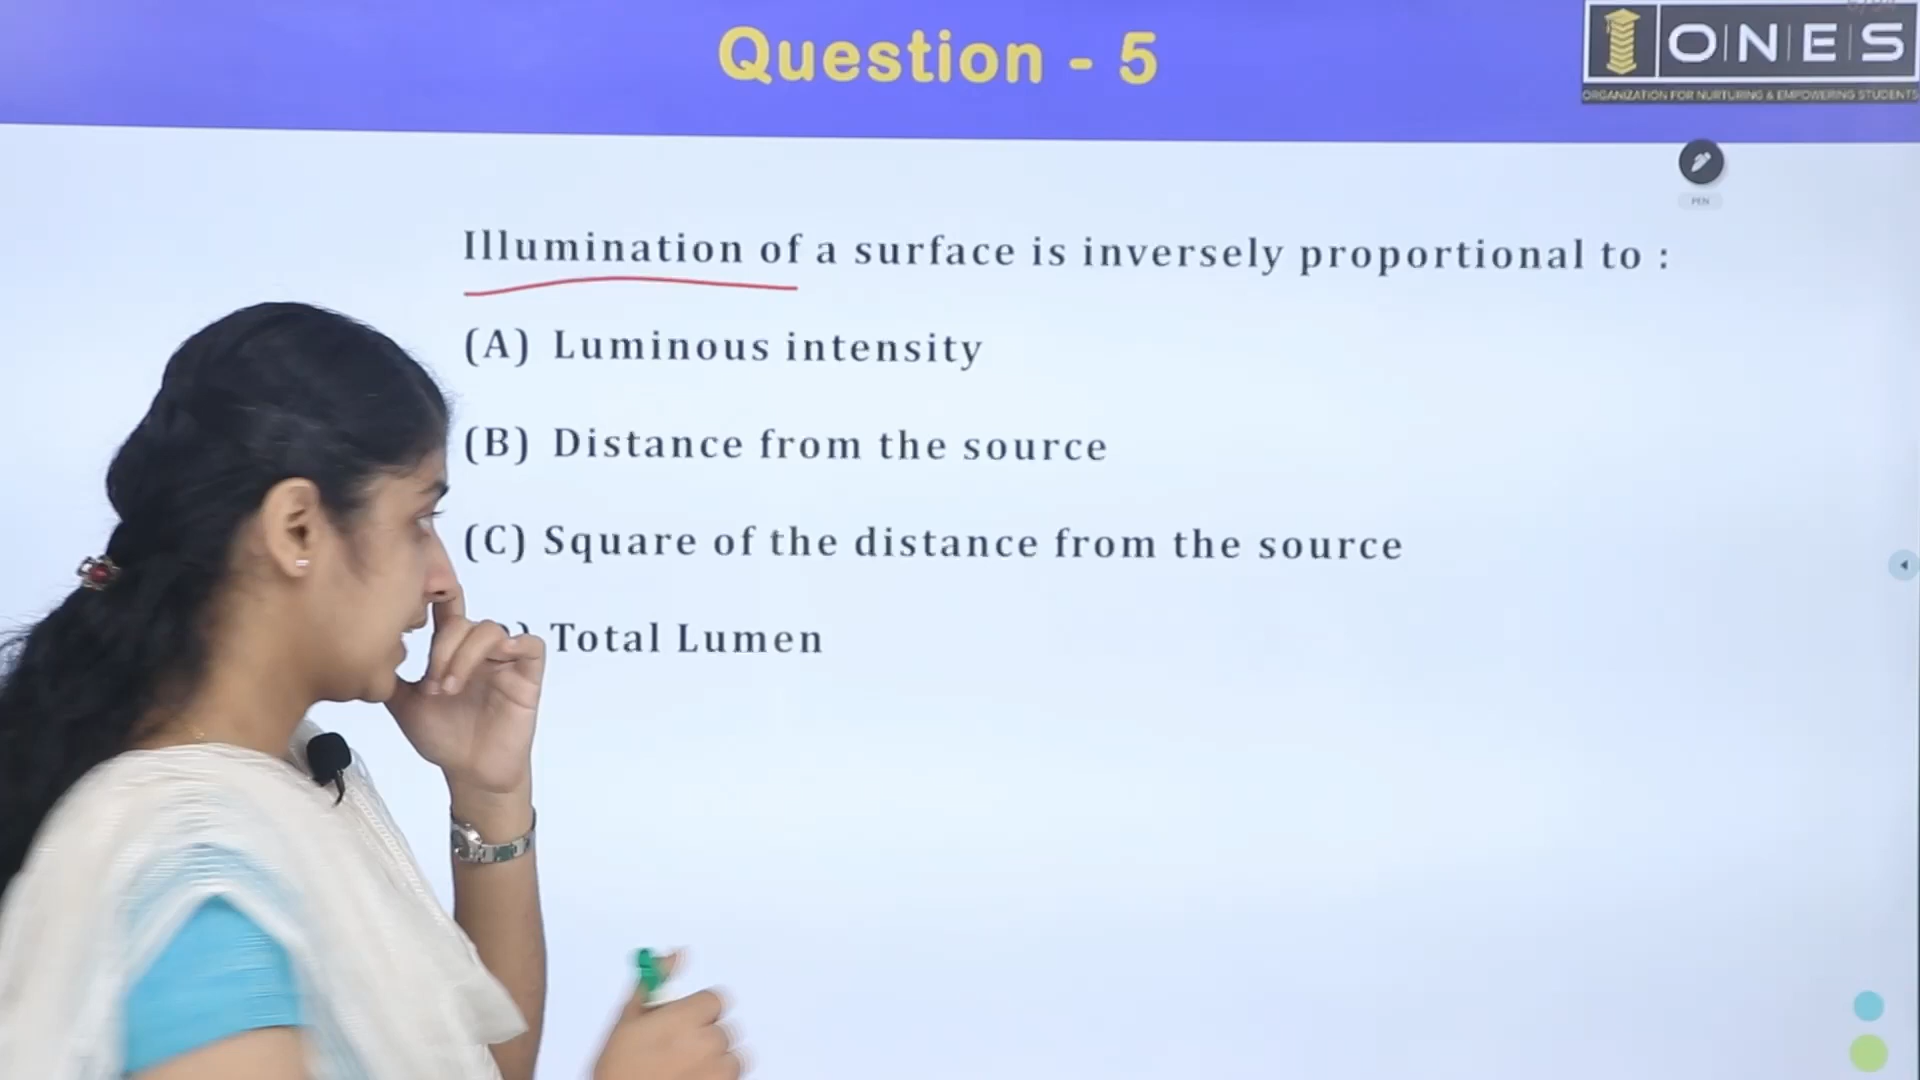 Question - 5
O|N|E|S
ORGANIZATION FOR NURTURING & EMPOWERING STUDENTS
PEN
Illumination of a surface is inversely proportional to :
(A) Luminous intensity
(B) Distance from the source
(C) Square of the distance from the source
Total Lumen